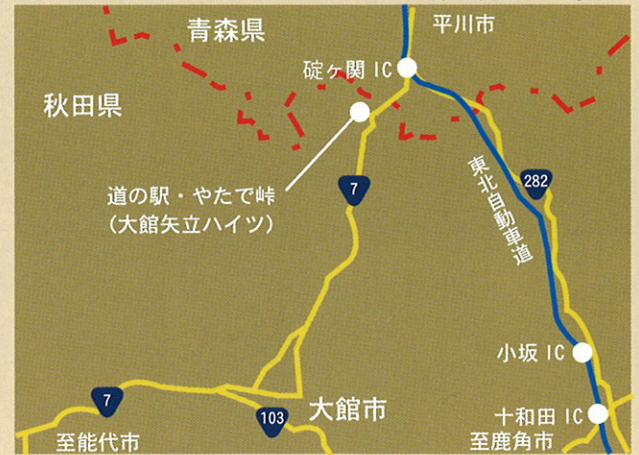 青森県
平川市
碇ヶ関 IC
秋田県
道の駅・やたて峠
(大館矢立ハイツ)
7
282
東北自動車道
小坂 IC
7
103
大館市
十和田 IC
至能代市
至鹿角市